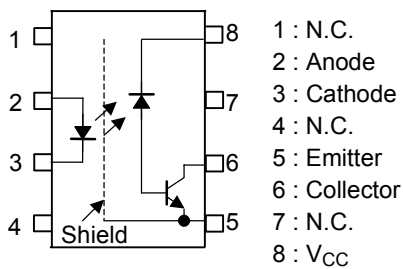 1
2
3
4
8
7
6
5
Shield
1 : N.C.
2 : Anode
3 : Cathode
4 : N.C.
5 : Emitter
6 : Collector
7 : N.C.
8 : VCC